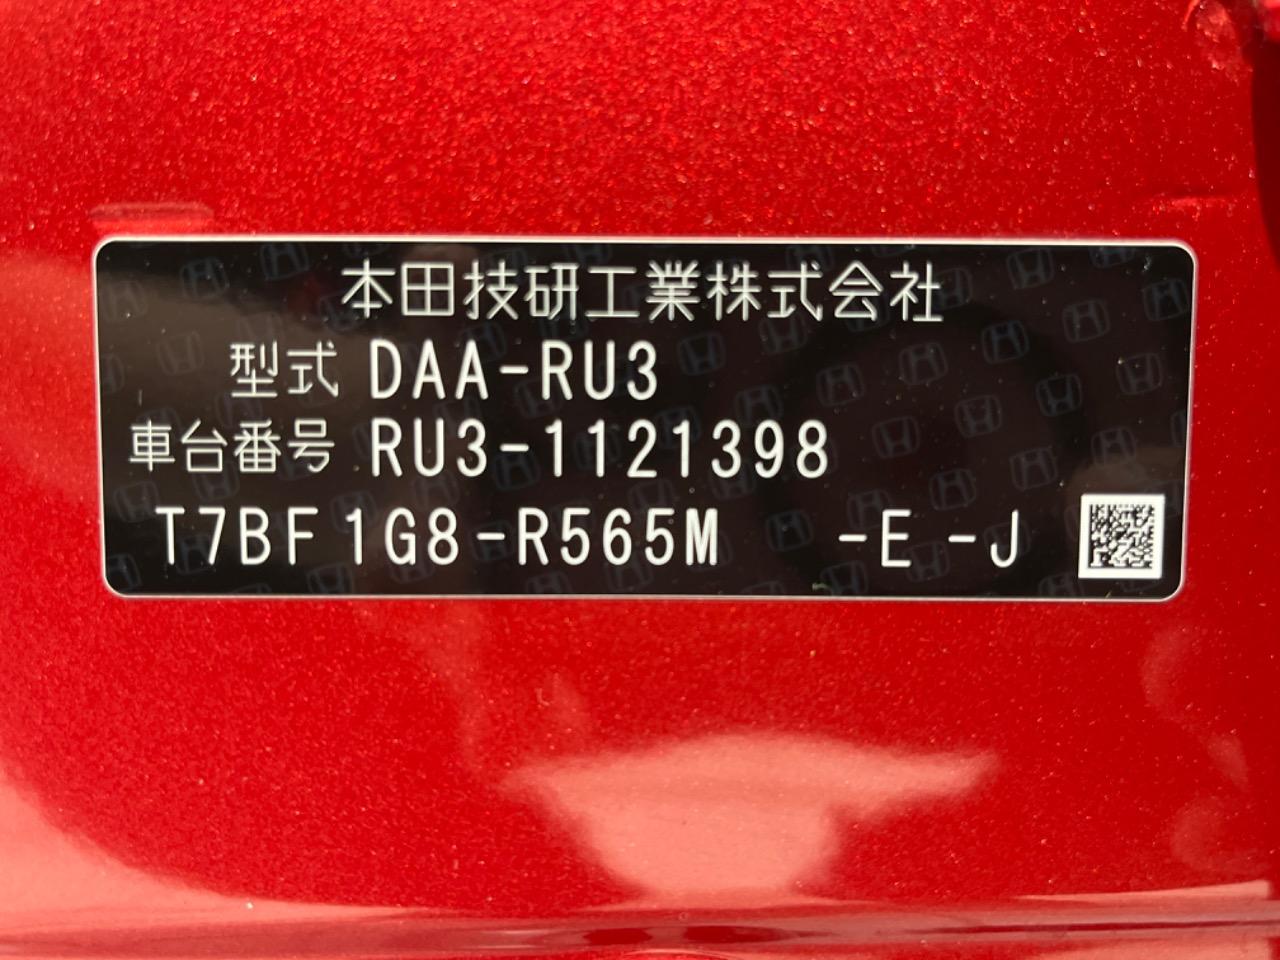 本田技研工業株式会社
型式 DAA-RU3
車台番号 RU3-1121398
T7BF1G8-R565M -E -J